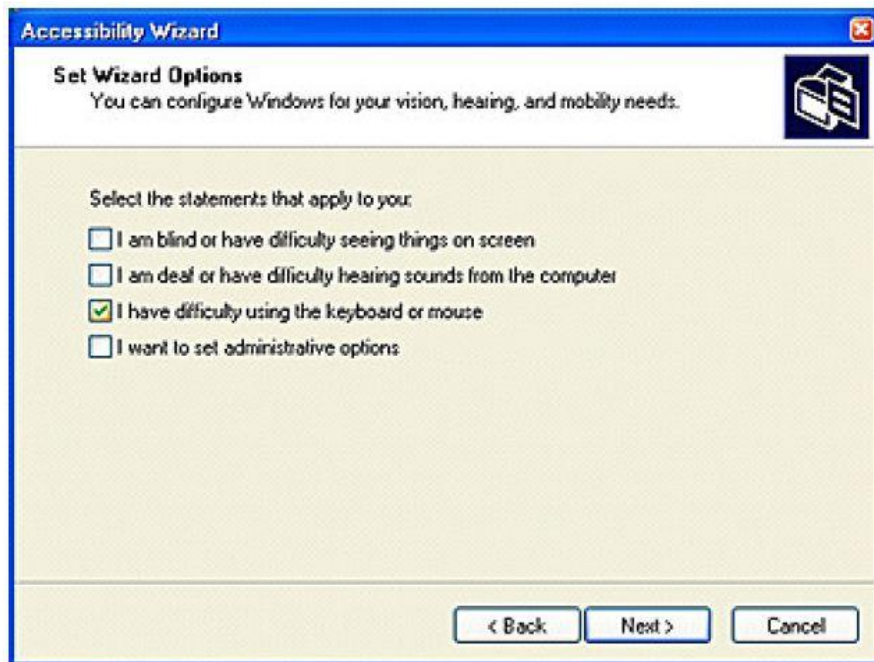 Accessibility Wizard
Set Wizard Options
You can configure Windows for your vision, hearing, and mobility needs.
Select the statements that apply to you:
I am blind or have difficulty seeing things on screen
I am deaf or have difficulty hearing sounds from the computer
I have difficulty using the keyboard or mouse
I want to set administrative options
< Back Next > Cancel